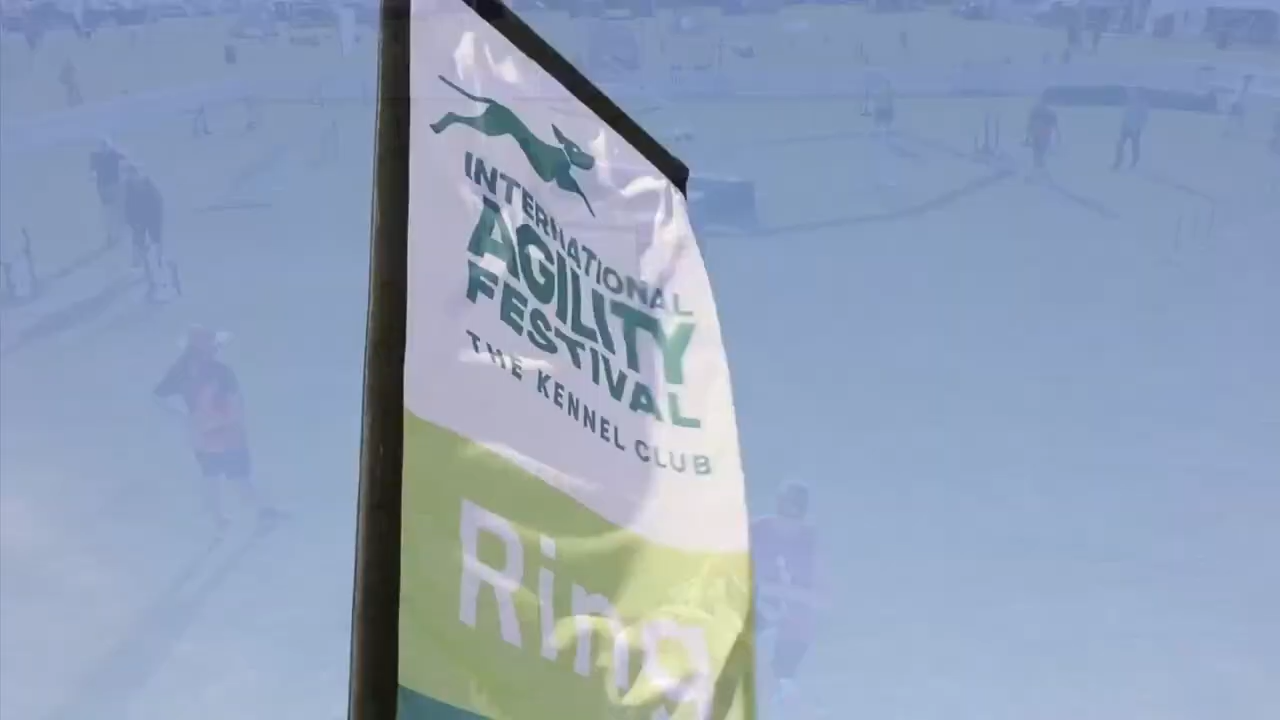 INTERNATIONAL
AGILITY
FESTIVAL
THE KENNEL CLUB
Ring